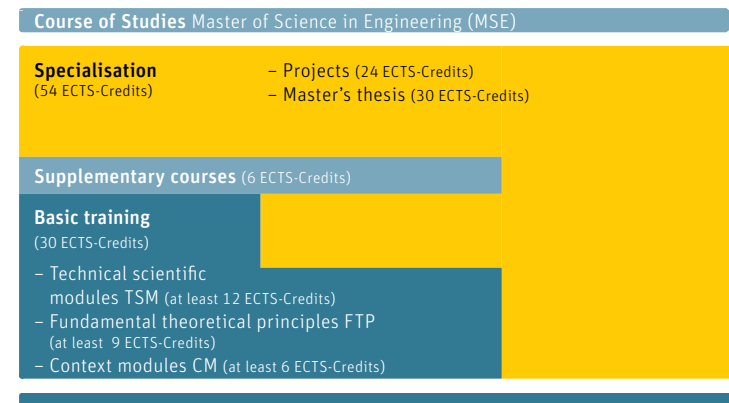 Course of Studies Master of Science in Engineering (MSE)
Specialisation
(54 ECTS-Credits)
– Projects (24 ECTS-Credits)
– Master's thesis (30 ECTS-Credits)
Supplementary courses (6 ECTS-Credits)
Basic training
(30 ECTS-Credits)
– Technical scientific
modules TSM (at least 12 ECTS-Credits)
– Fundamental theoretical principles FTP
(at least 9 ECTS-Credits)
– Context modules CM (at least 6 ECTS-Credits)